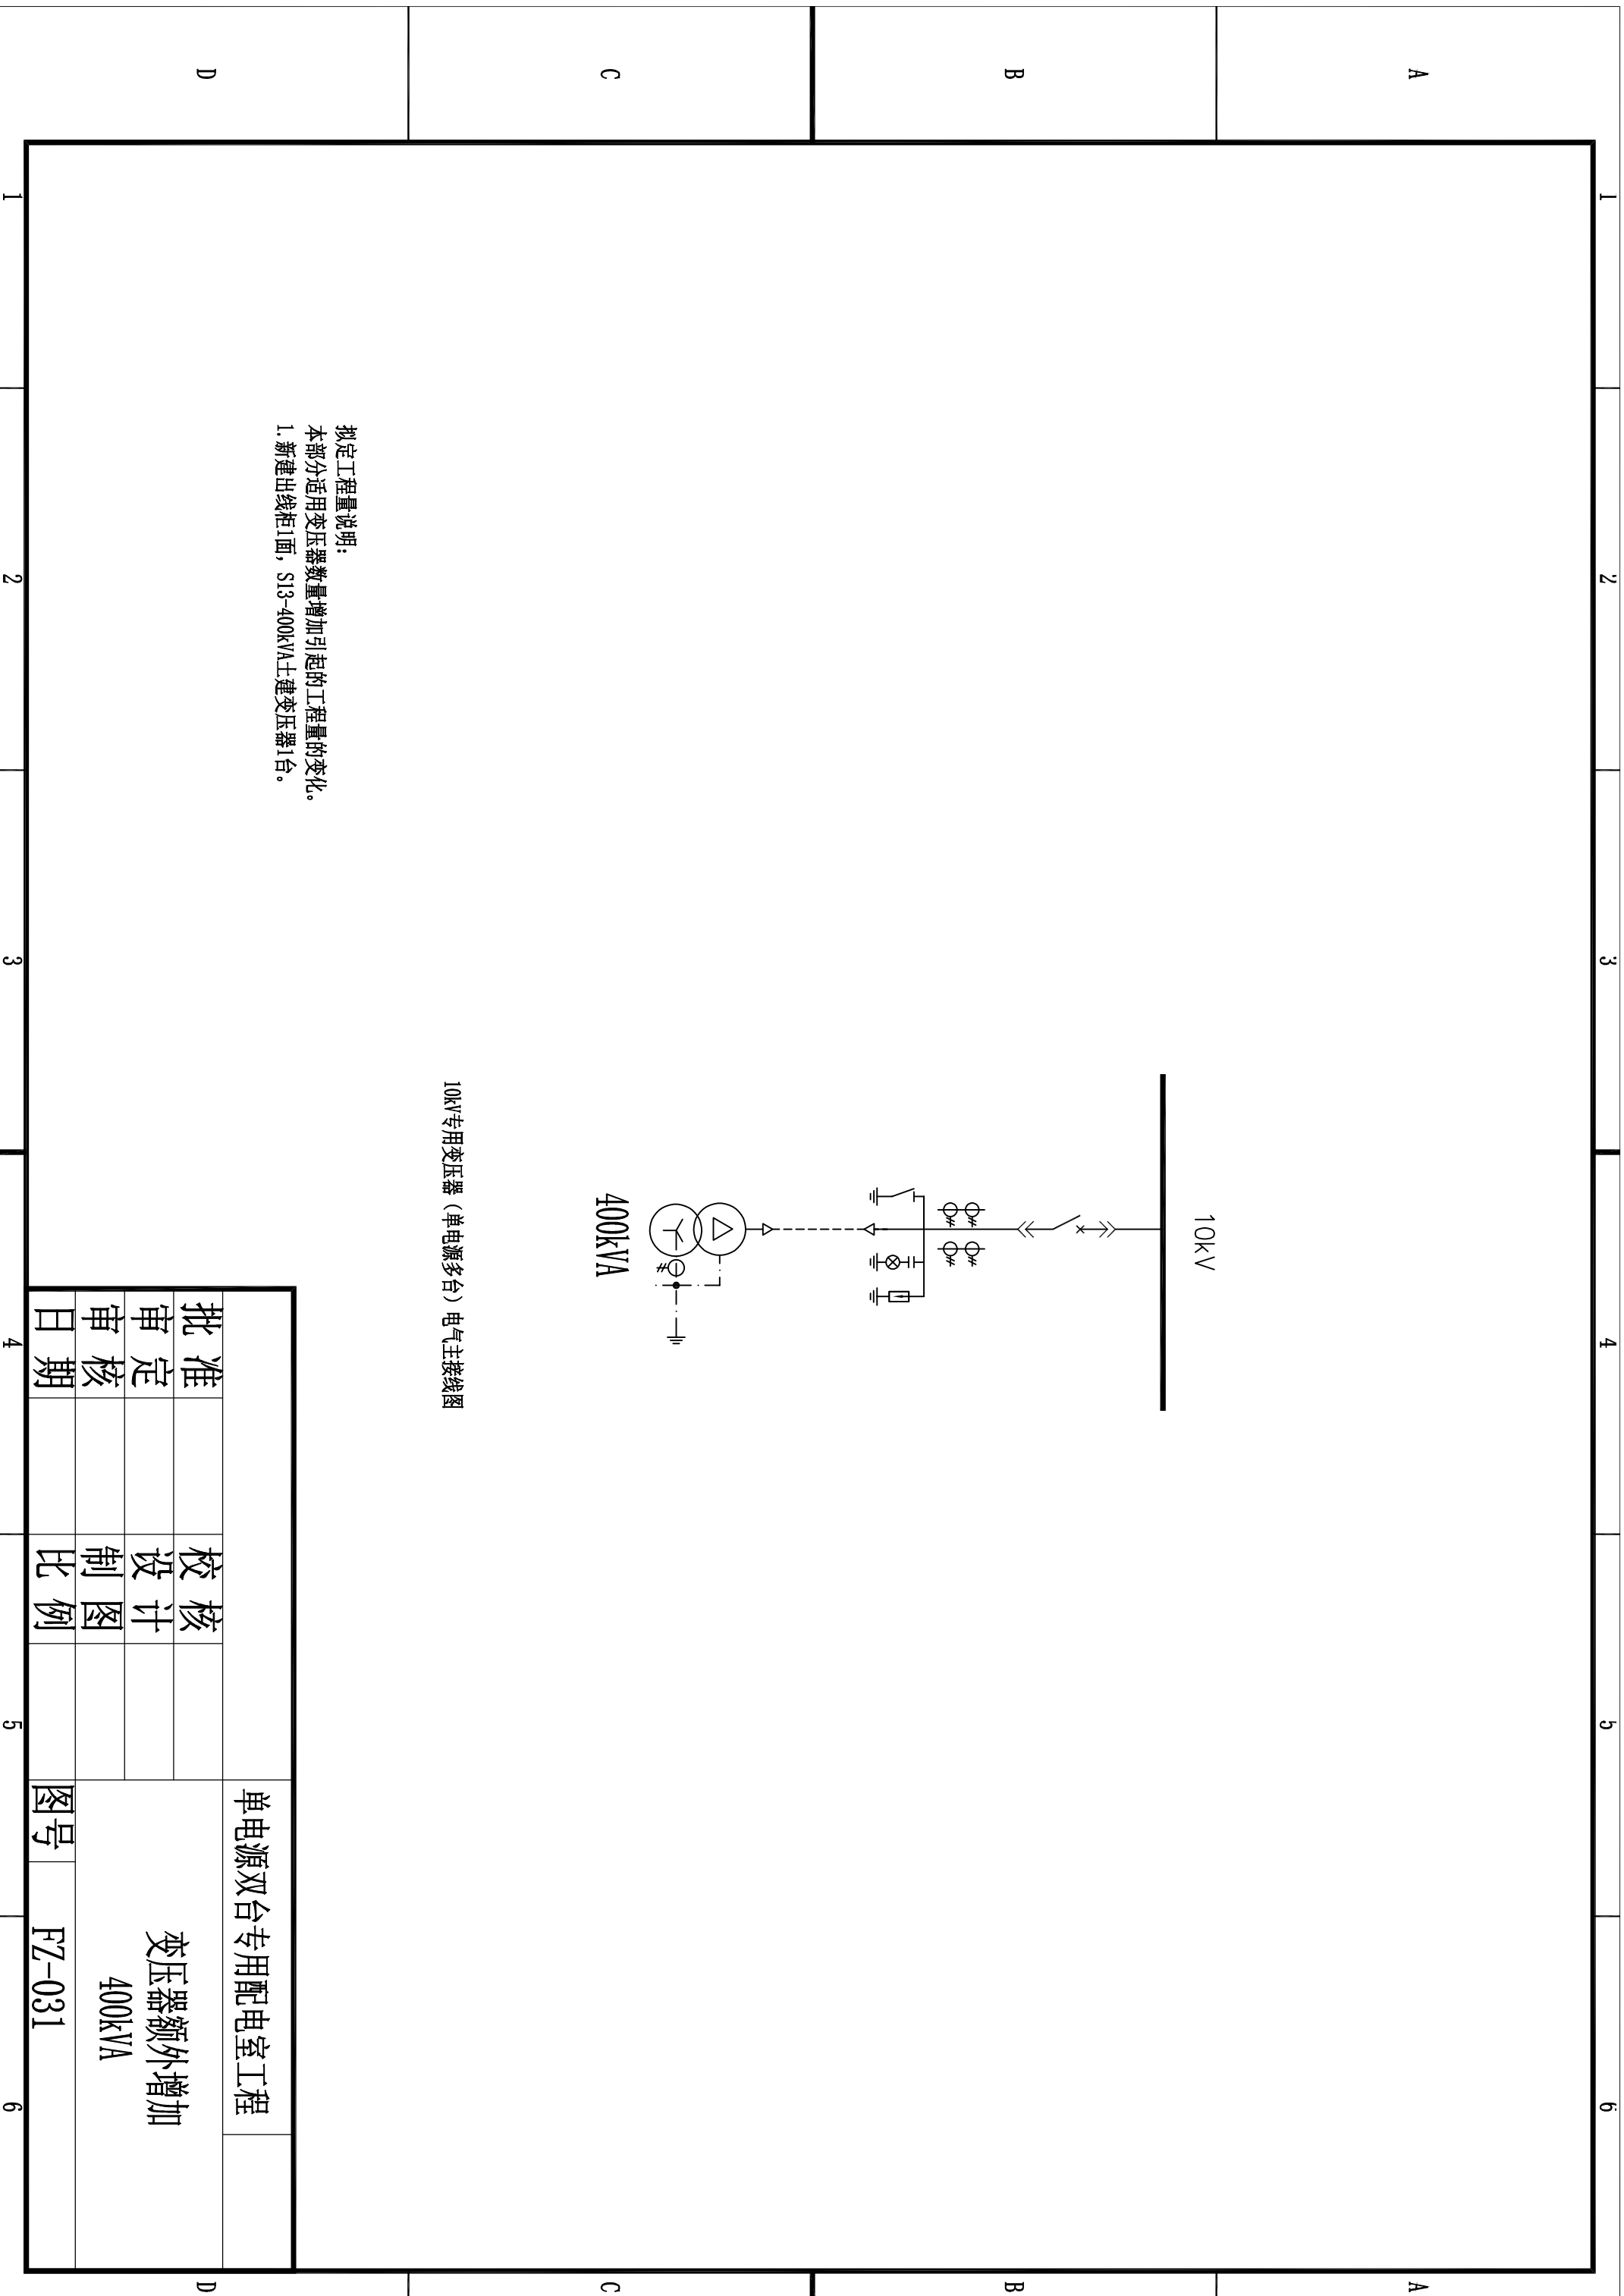 1 2 3 4 5 6
A A
B B
C C
D D
10kV
400kVA
10kV专用变压器（单电源多台）电气主接线图
拟定工程量说明：
本部分适用变压器数量增加引起的工程量的变化。
1.新建出线柜1面，S13-400kVA土建变压器1台。
单电源双台专用配电室工程
批 准 校 核
审 定 设 计
审 核 制 图
日 期 比 例
变压器额外增加
400kVA
图号 FZ-031
1 2 3 4 5 6